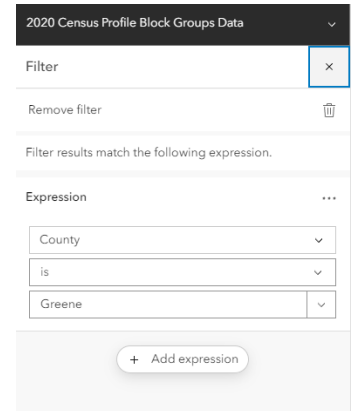 2020 Census Profile Block Groups Data
Filter
Remove filter
Filter results match the following expression.
Expression
County
is
Greene
+ Add expression